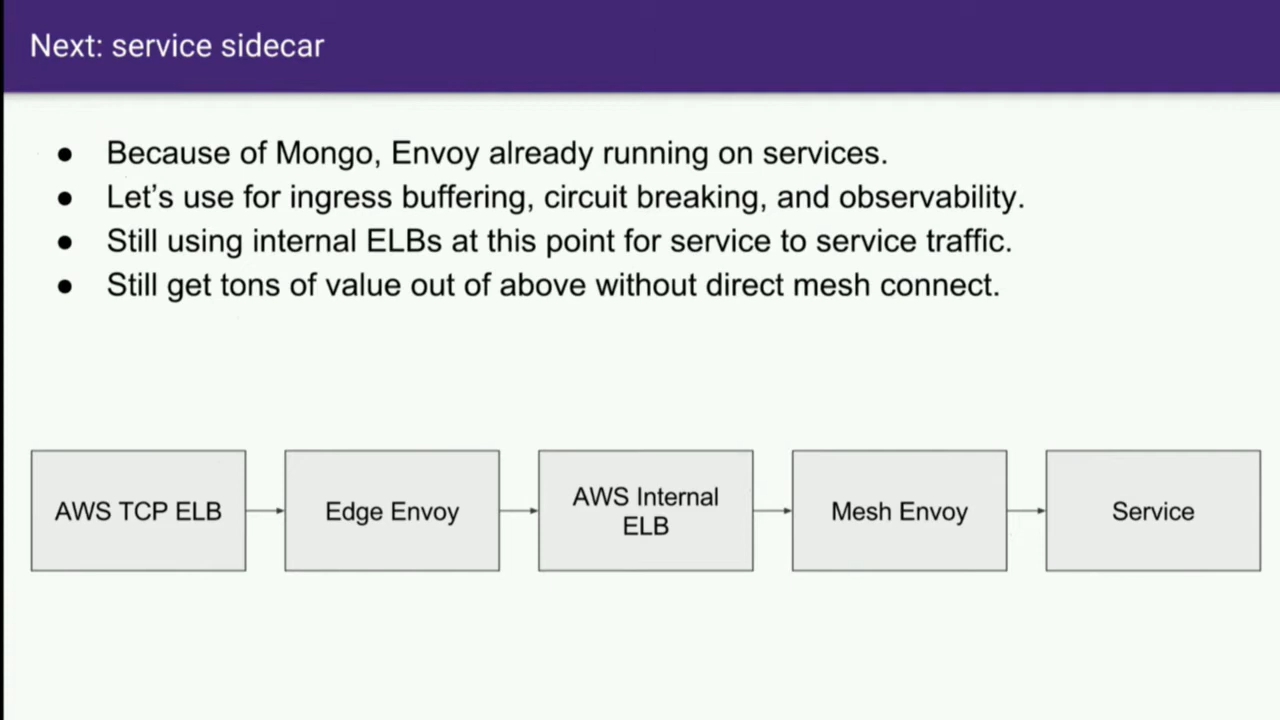 Next: service sidecar
● Because of Mongo, Envoy already running on services.
● Let’s use for ingress buffering, circuit breaking, and observability.
● Still using internal ELBs at this point for service to service traffic.
● Still get tons of value out of above without direct mesh connect.
AWS TCP ELB
Edge Envoy
AWS Internal
ELB
Mesh Envoy
Service